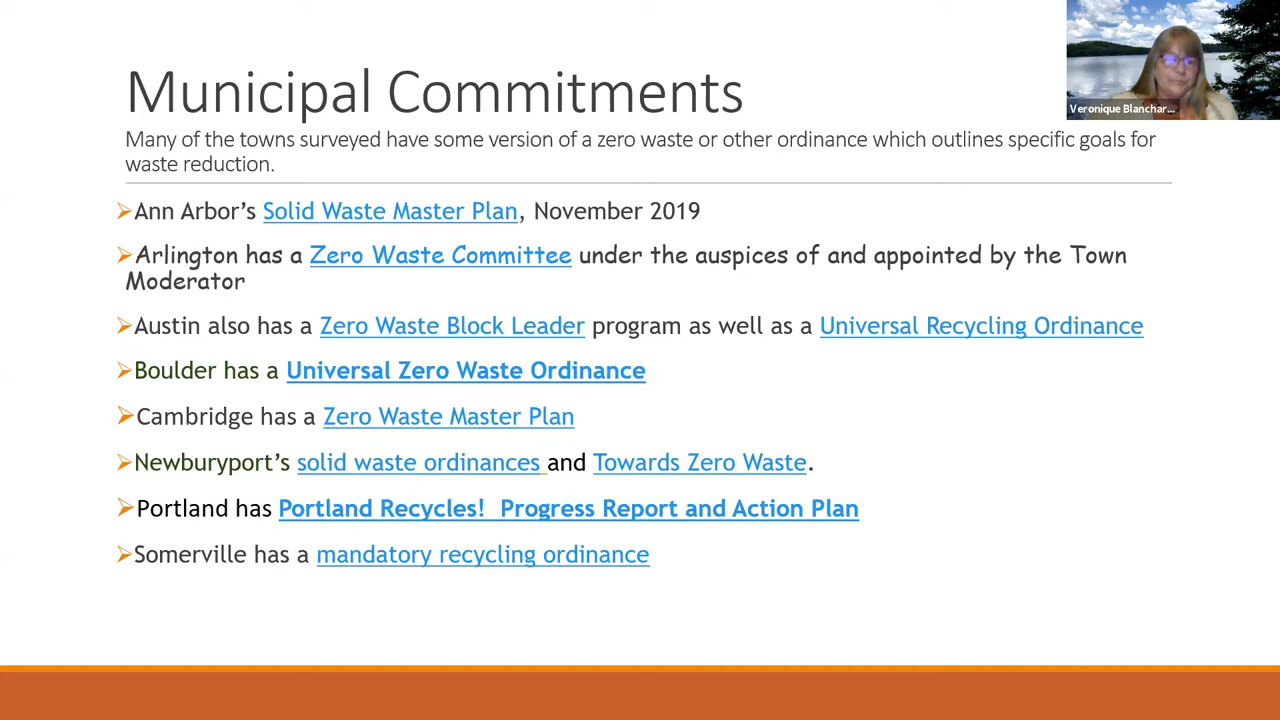 Municipal Commitments
Many of the towns surveyed have some version of a zero waste or other ordinance which outlines specific goals for
waste reduction.
Veronique Blanchar...
➢Ann Arbor’s Solid Waste Master Plan, November 2019
➢Arlington has a Zero Waste Committee under the auspices of and appointed by the Town
Moderator
➢Austin also has a Zero Waste Block Leader program as well as a Universal Recycling Ordinance
➢Boulder has a Universal Zero Waste Ordinance
➢Cambridge has a Zero Waste Master Plan
➢Newburyport’s solid waste ordinances and Towards Zero Waste.
➢Portland has Portland Recycles!  Progress Report and Action Plan
➢Somerville has a mandatory recycling ordinance